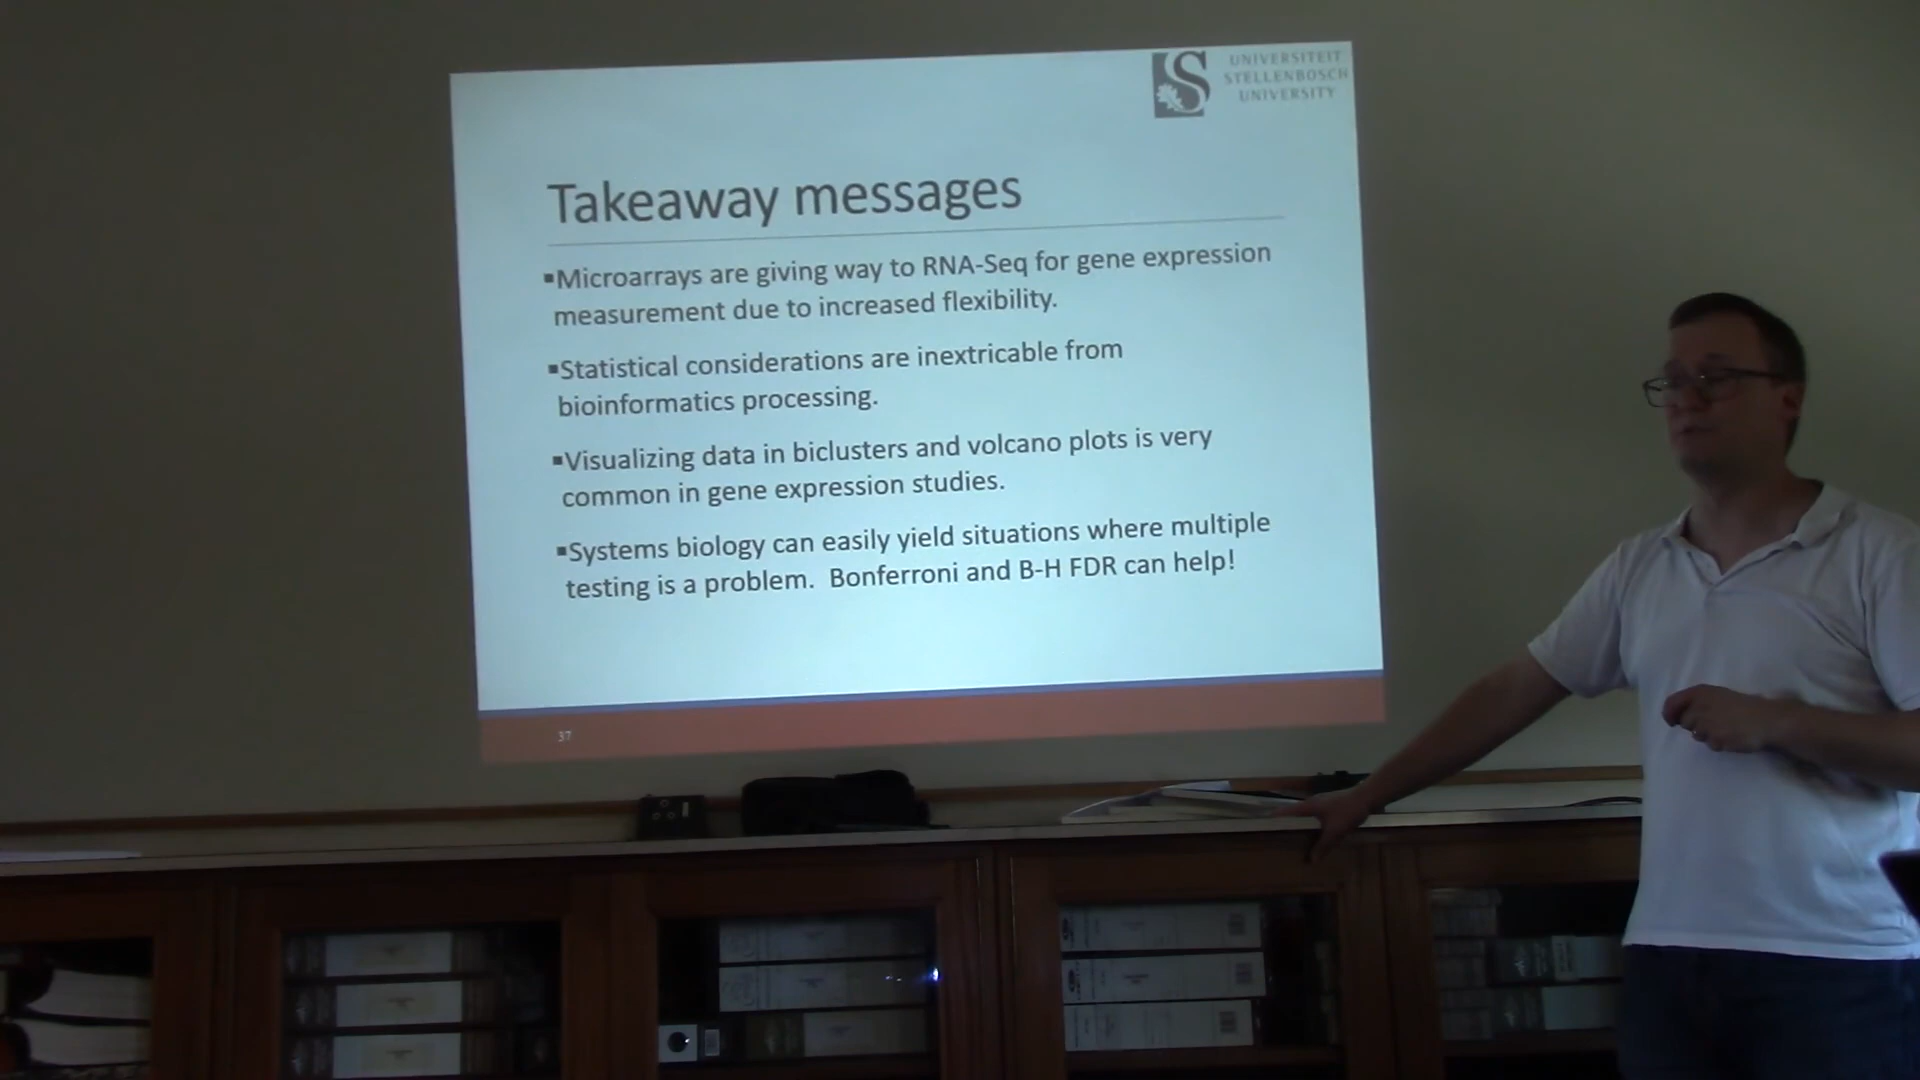 UNIVERSITEIT
STELLENBOSCH
UNIVERSITY
Takeaway messages
▪Microarrays are giving way to RNA-Seq for gene expression
measurement due to increased flexibility.
▪Statistical considerations are inextricable from
bioinformatics processing.
▪Visualizing data in biclusters and volcano plots is very
common in gene expression studies.
▪Systems biology can easily yield situations where multiple
testing is a problem. Bonferroni and B-H FDR can help!
37